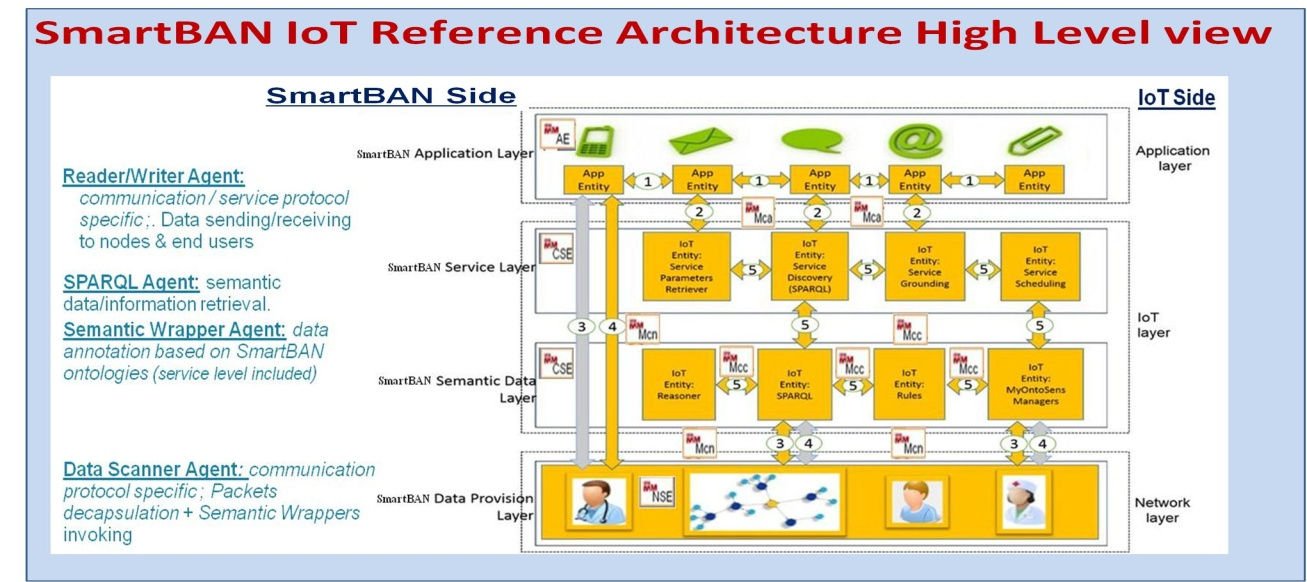 SmartBAN IoT Reference Architecture High Level view
SmartBAN Side
IoT Side
Reader/Writer Agent:
communication / service protocol
specific ;. Data sending/receiving
to nodes & end users
SPARQL Agent: semantic
data/information retrieval.
Semantic Wrapper Agent: data
annotation based on SmartBAN
ontologies (service level included)
Data Scanner Agent: communication
protocol specific ; Packets
decapsulation + Semantic Wrappers
invoking
SmartBAN Application Layer
AE
App
Entity
1
App
Entity
1
App
Entity
1
App
Entity
1
App
Entity
Application
layer
2
Mca
2
Mca
2
SmartBAN Service Layer
CSE
IoT
Entity:
Service
Parameters
Retriever
5
IoT
Entity:
Service
Discovery
(SPARQL)
5
IoT
Entity:
Service
Grounding
5
IoT
Entity:
Service
Scheduling
3
4
Mcn
5
Mcc
5
IoT
layer
SmartBAN Semantic Data
Layer
CSE
IoT
Entity:
Reasoner
Mcc
5
IoT
Entity:
SPARQL
Mcc
5
IoT
Entity:
Rules
Mcc
5
IoT
Entity:
MyOntoSens
Managers
Mcn
3
4
Mcn
3
4
SmartBAN Data Provision
Layer
NSE
Network
layer